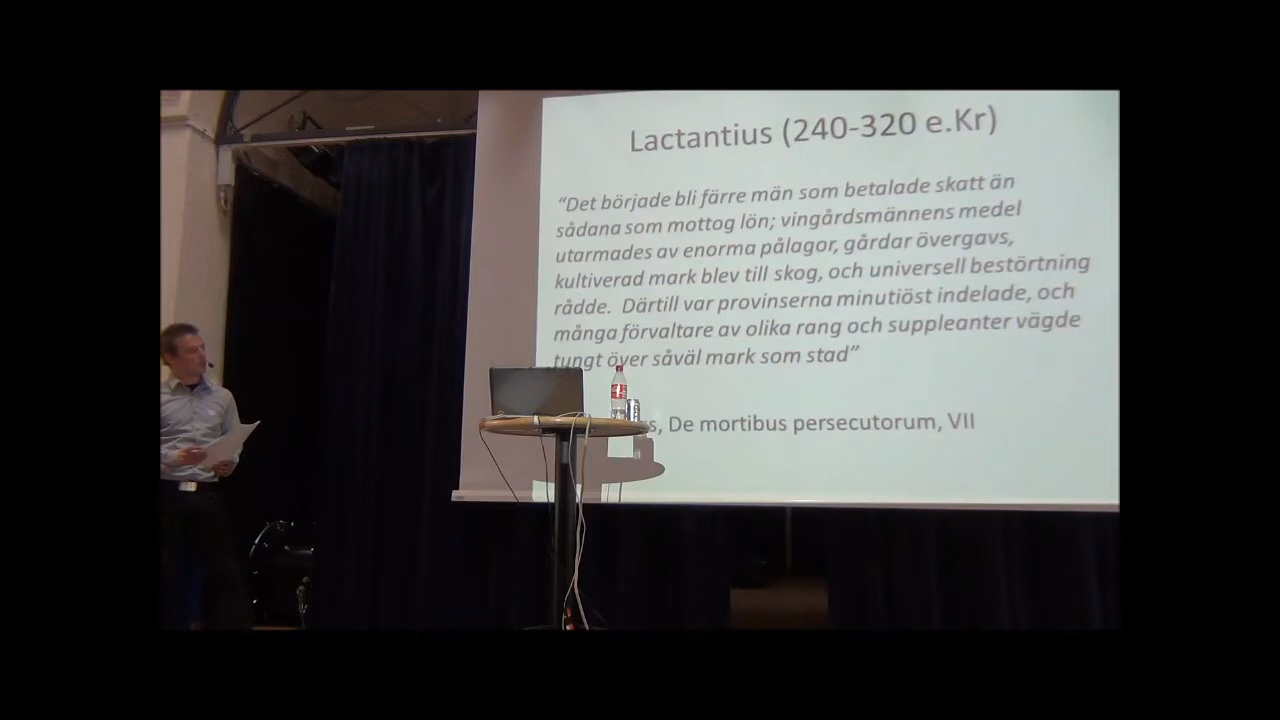 Lactantius (240-320 e.Kr)
“Det började bli färre män som betalade skatt än
sådana som mottog lön; vingårdsmännens medel
utarmades av enorma pålagor, gårdar övergavs,
kultiverad mark blev till skog, och universell bestörtning
rådde. Därtill var provinserna minutiöst indelade, och
många förvaltare av olika rang och suppleanter vägde
tungt över såväl mark som stad”
De mortibus persecutorum, VII